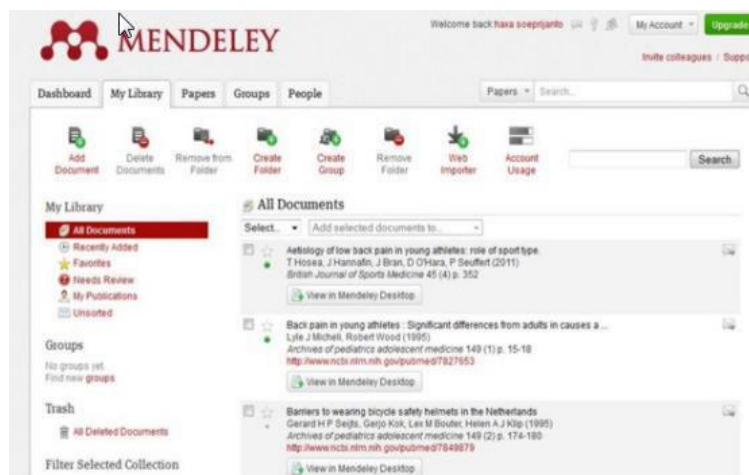 MENDELEY
Welcome back haxa soeprijanto
My Account
Upgrade
Invite colleagues / Suppo
Dashboard My Library Papers Groups People
Papers Search...
Add Document
Delete Documents
Remove from Folder
Create Folder
Create Group
Remove Folder
Web Importer
Account Usage
Search
My Library
All Documents
Recently Added
Favorites
Needs Review
My Publications
Unsorted
Groups
No groups yet.
Find new groups
Trash
All Deleted Documents
Filter Selected Collection
All Documents
Select.. Add selected documents to..
Aetiology of low back pain in young athletes: role of sport type.
T Hosea, J Hannafin, J Bran, D O'Hara, P Seuffert (2011)
British Journal of Sports Medicine 45 (4) p. 352
View in Mendeley Desktop
Back pain in young athletes : Significant differences from adults in causes a ...
Lyle J Micheli, Robert Wood (1995)
Archives of pediatrics adolescent medicine 149 (1) p. 15-18
http://www.ncbi.nlm.nih.gov/pubmed/7827653
View in Mendeley Desktop
Barriers to wearing bicycle safety helmets in the Netherlands
Gerard H P Seijts, Gerjo Kok, Lex M Bouter, Helen A J Klip (1995)
Archives of pediatrics adolescent medicine 149 (2) p. 174-180
http://www.ncbi.nlm.nih.gov/pubmed/7849879
View in Mendeley Desktop